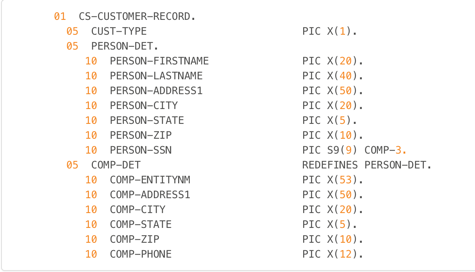 01 CS-CUSTOMER-RECORD.
05 CUST-TYPE PIC X(1).
05 PERSON-DET.
10 PERSON-FIRSTNAME PIC X(20).
10 PERSON-LASTNAME PIC X(40).
10 PERSON-ADDRESS1 PIC X(50).
10 PERSON-CITY PIC X(20).
10 PERSON-STATE PIC X(5).
10 PERSON-ZIP PIC X(10).
10 PERSON-SSN PIC S9(9) COMP-3.
05 COMP-DET REDEFINES PERSON-DET.
10 COMP-ENTITYNM PIC X(53).
10 COMP-ADDRESS1 PIC X(50).
10 COMP-CITY PIC X(20).
10 COMP-STATE PIC X(5).
10 COMP-ZIP PIC X(10).
10 COMP-PHONE PIC X(12).